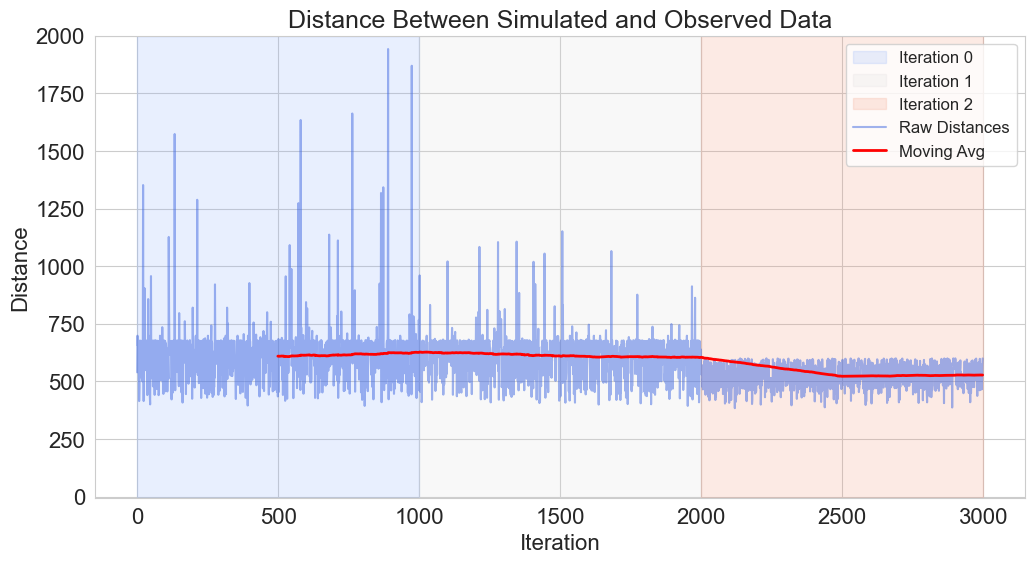 Distance Between Simulated and Observed Data
2000
1750
1500
1250
1000
750
500
250
0
Distance
0
500
1000
1500
2000
2500
3000
Iteration
Iteration 0
Iteration 1
Iteration 2
Raw Distances
Moving Avg